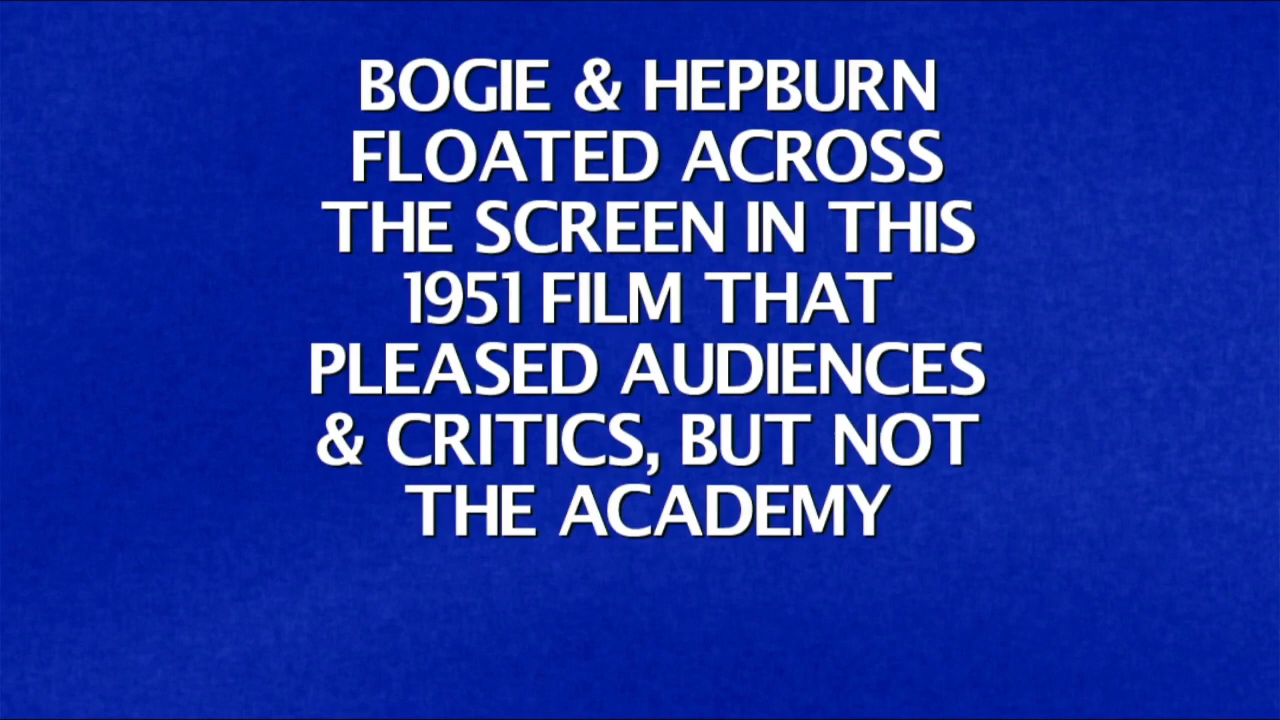 BOGIE & HEPBURN
FLOATED ACROSS
THE SCREEN IN THIS
1951 FILM THAT
PLEASED AUDIENCES
& CRITICS, BUT NOT
THE ACADEMY